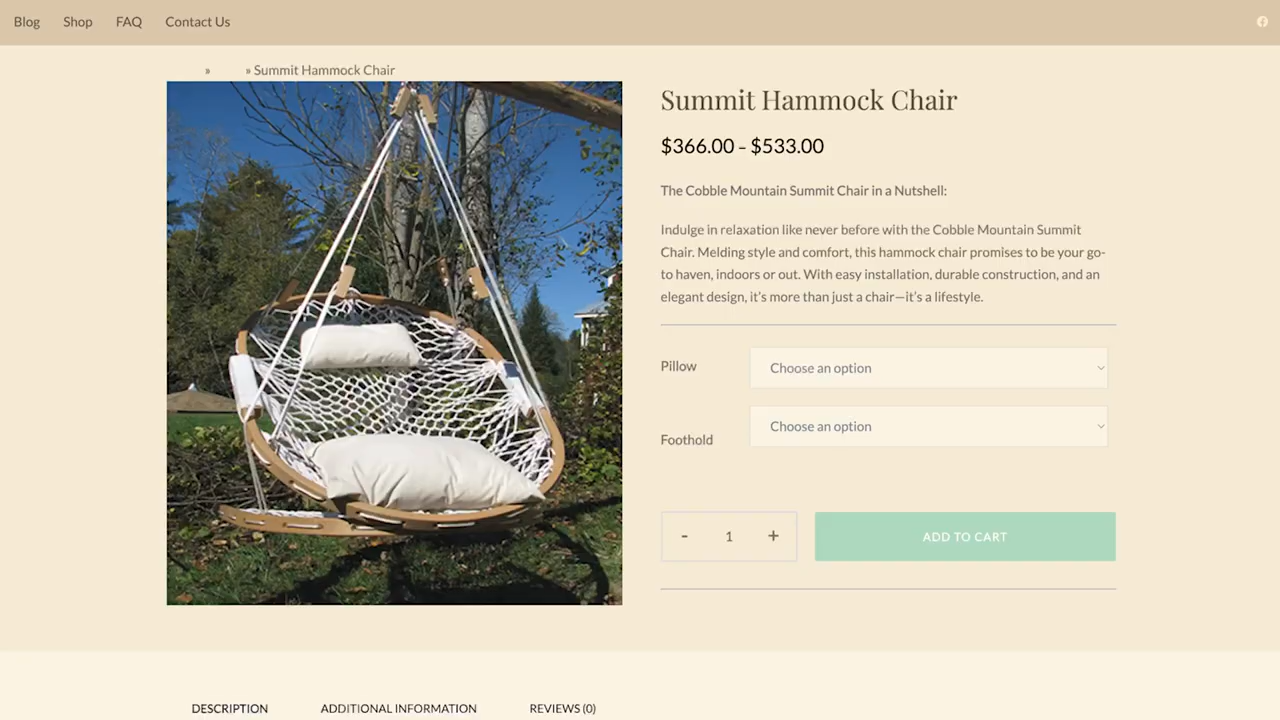 Blog Shop FAQ Contact Us
» » Summit Hammock Chair
Summit Hammock Chair
$366.00 – $533.00
The Cobble Mountain Summit Chair in a Nutshell:
Indulge in relaxation like never before with the Cobble Mountain Summit
Chair. Melding style and comfort, this hammock chair promises to be your go-
to haven, indoors or out. With easy installation, durable construction, and an
elegant design, it's more than just a chair—it's a lifestyle.
Pillow Choose an option
Foothold Choose an option
- 1 + ADD TO CART
DESCRIPTION ADDITIONAL INFORMATION REVIEWS (0)